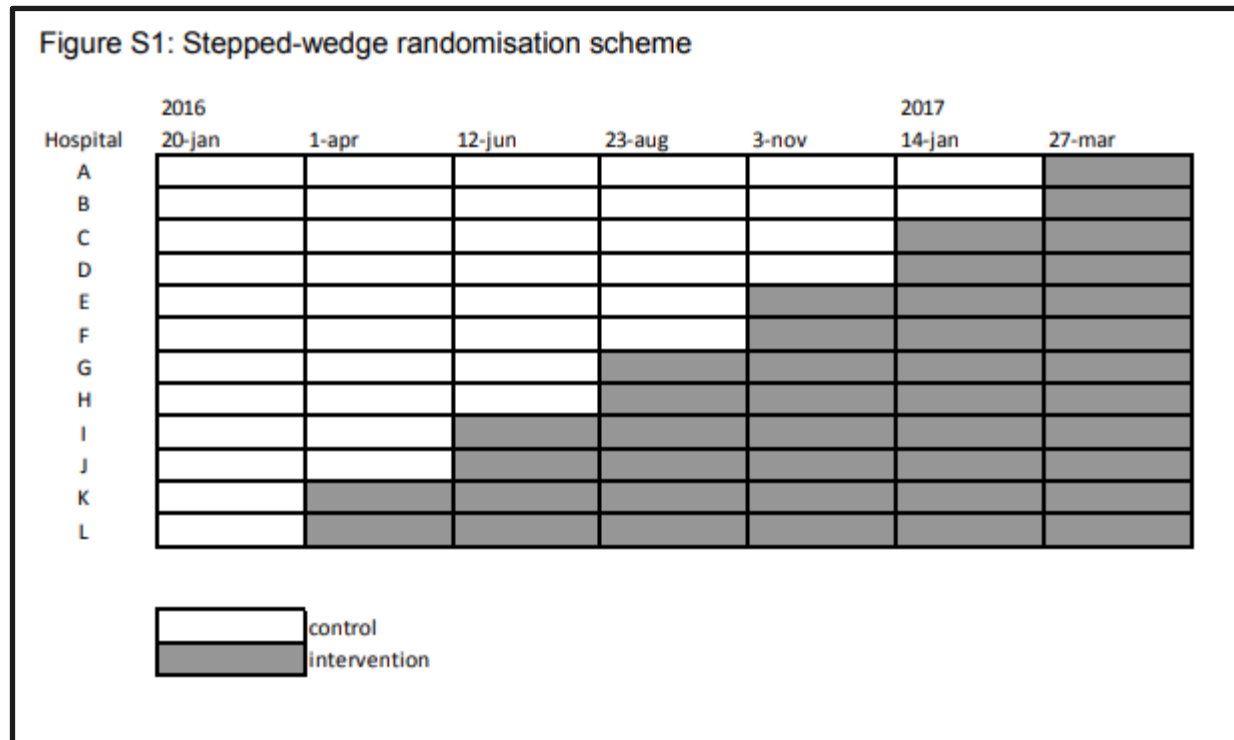 Figure S1: Stepped-wedge randomisation scheme
2016 2017
Hospital 20-jan 1-apr 12-jun 23-aug 3-nov 14-jan 27-mar
A
B
C
D
E
F
G
H
I
J
K
L
control
intervention